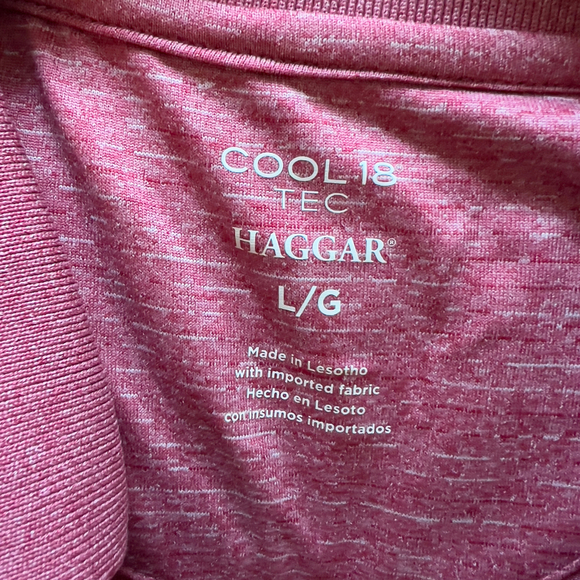 COOL 18
TEC
HAGGAR®
L/G
Made in Lesotho
with imported fabric
Hecho en Lesoto
con insumos importados